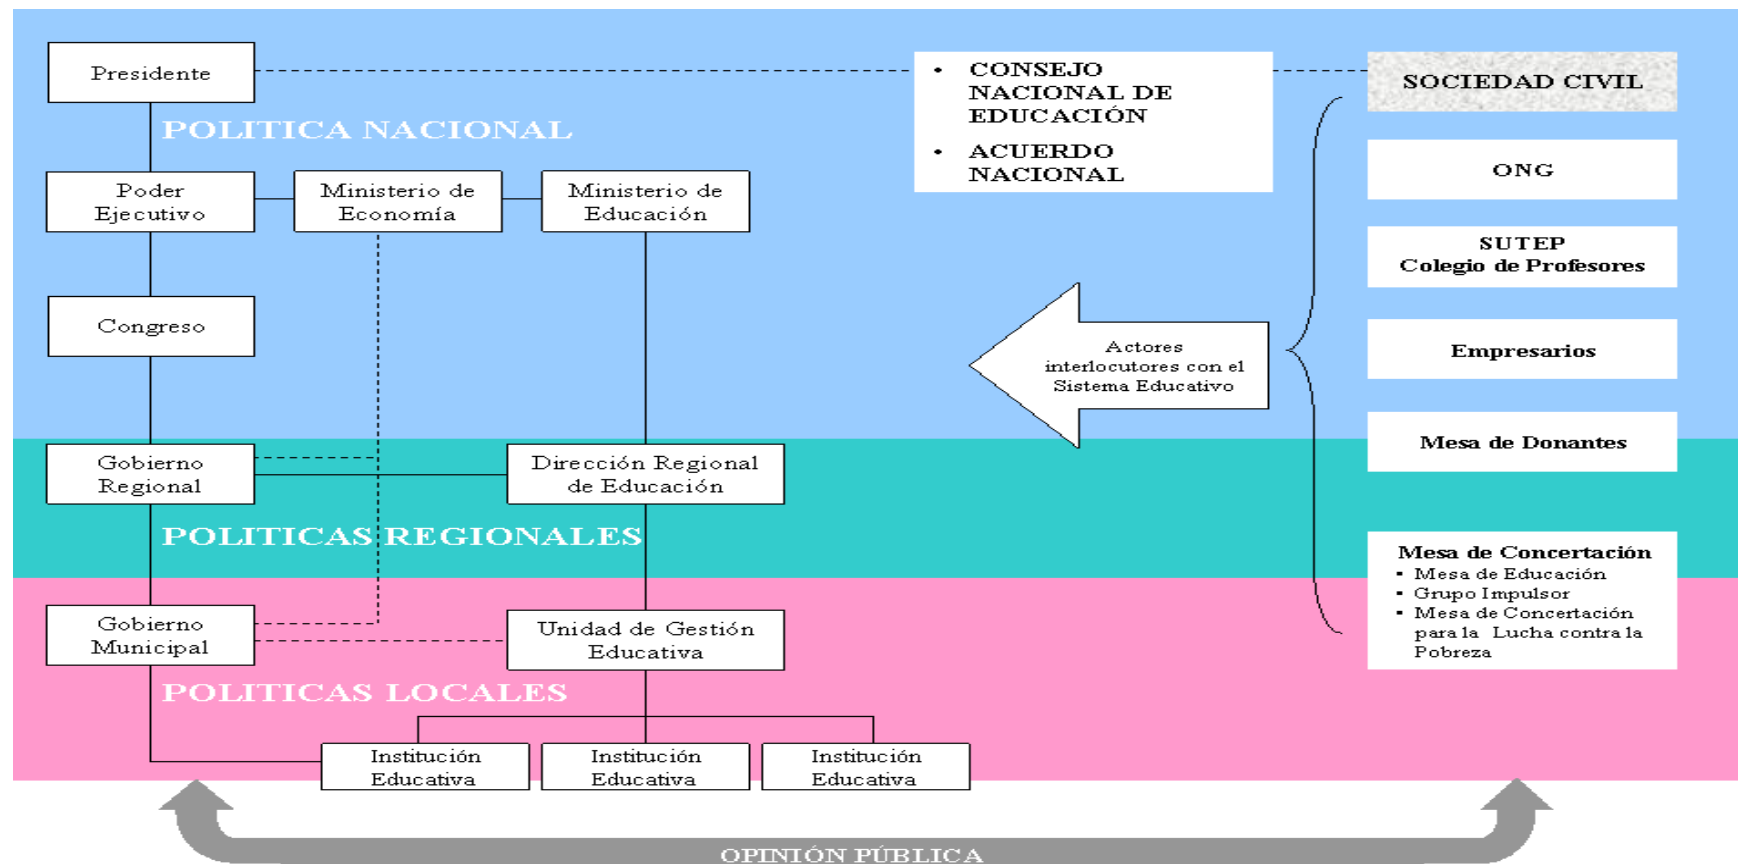 Presidente
POLITICA NACIONAL
Poder
Ejecutivo
Ministerio de
Economía
Ministerio de
Educación
Congreso
• CONSEJO
NACIONAL DE
EDUCACIÓN
• ACUERDO
NACIONAL
Actores
interlocutores con el
Sistema Educativo
SOCIEDAD CIVIL
ONG
SUTEP
Colegio de Profesores
Empresarios
Mesa de Donantes
Gobierno
Regional
Dirección Regional
de Educación
POLITICAS REGIONALES
Mesa de Concertación
▪ Mesa de Educación
▪ Grupo Impulsor
▪ Mesa de Concertación
para la Lucha contra la
Pobreza
Gobierno
Municipal
Unidad de Gestión
Educativa
POLITICAS LOCALES
Institución
Educativa
Institución
Educativa
Institución
Educativa
OPINIÓN PÚBLICA